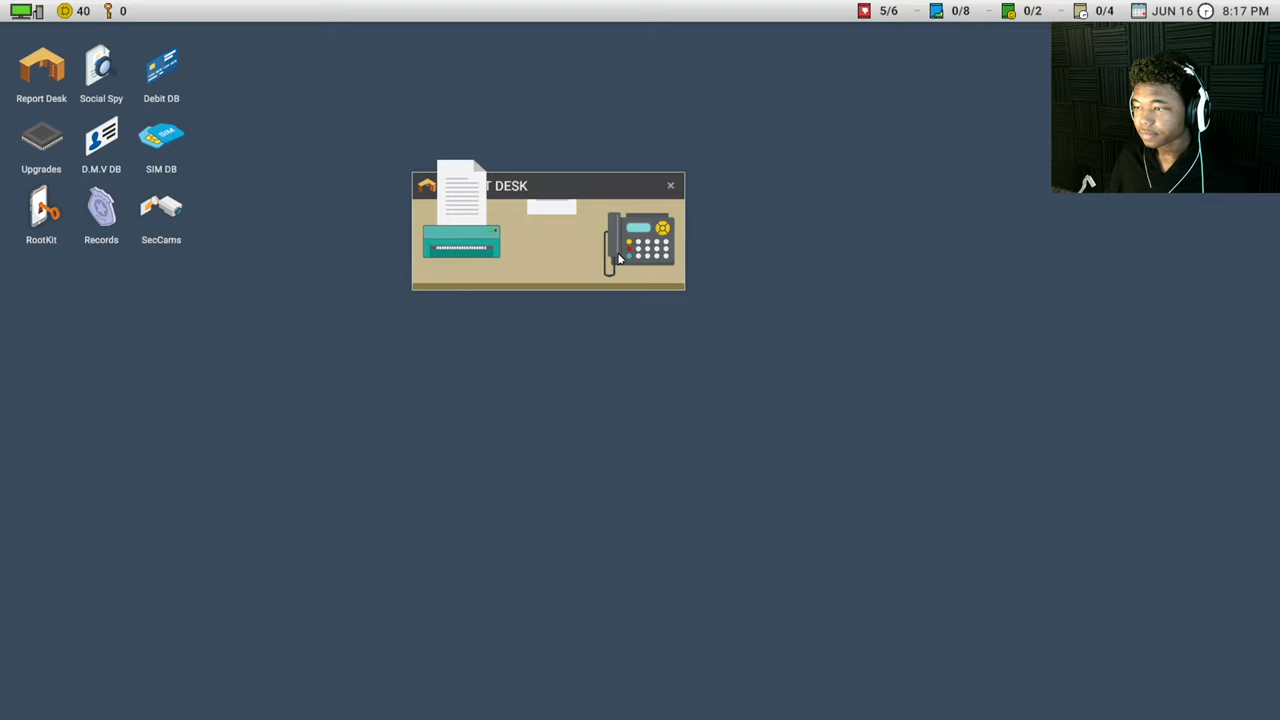 40 0 5/6 0/8 0/2 0/4 JUN 16 8:17 PM
Report Desk Social Spy Debit DB
Upgrades D.M.V DB SIM DB
SIM
RootKit Records SecCams
T DESK